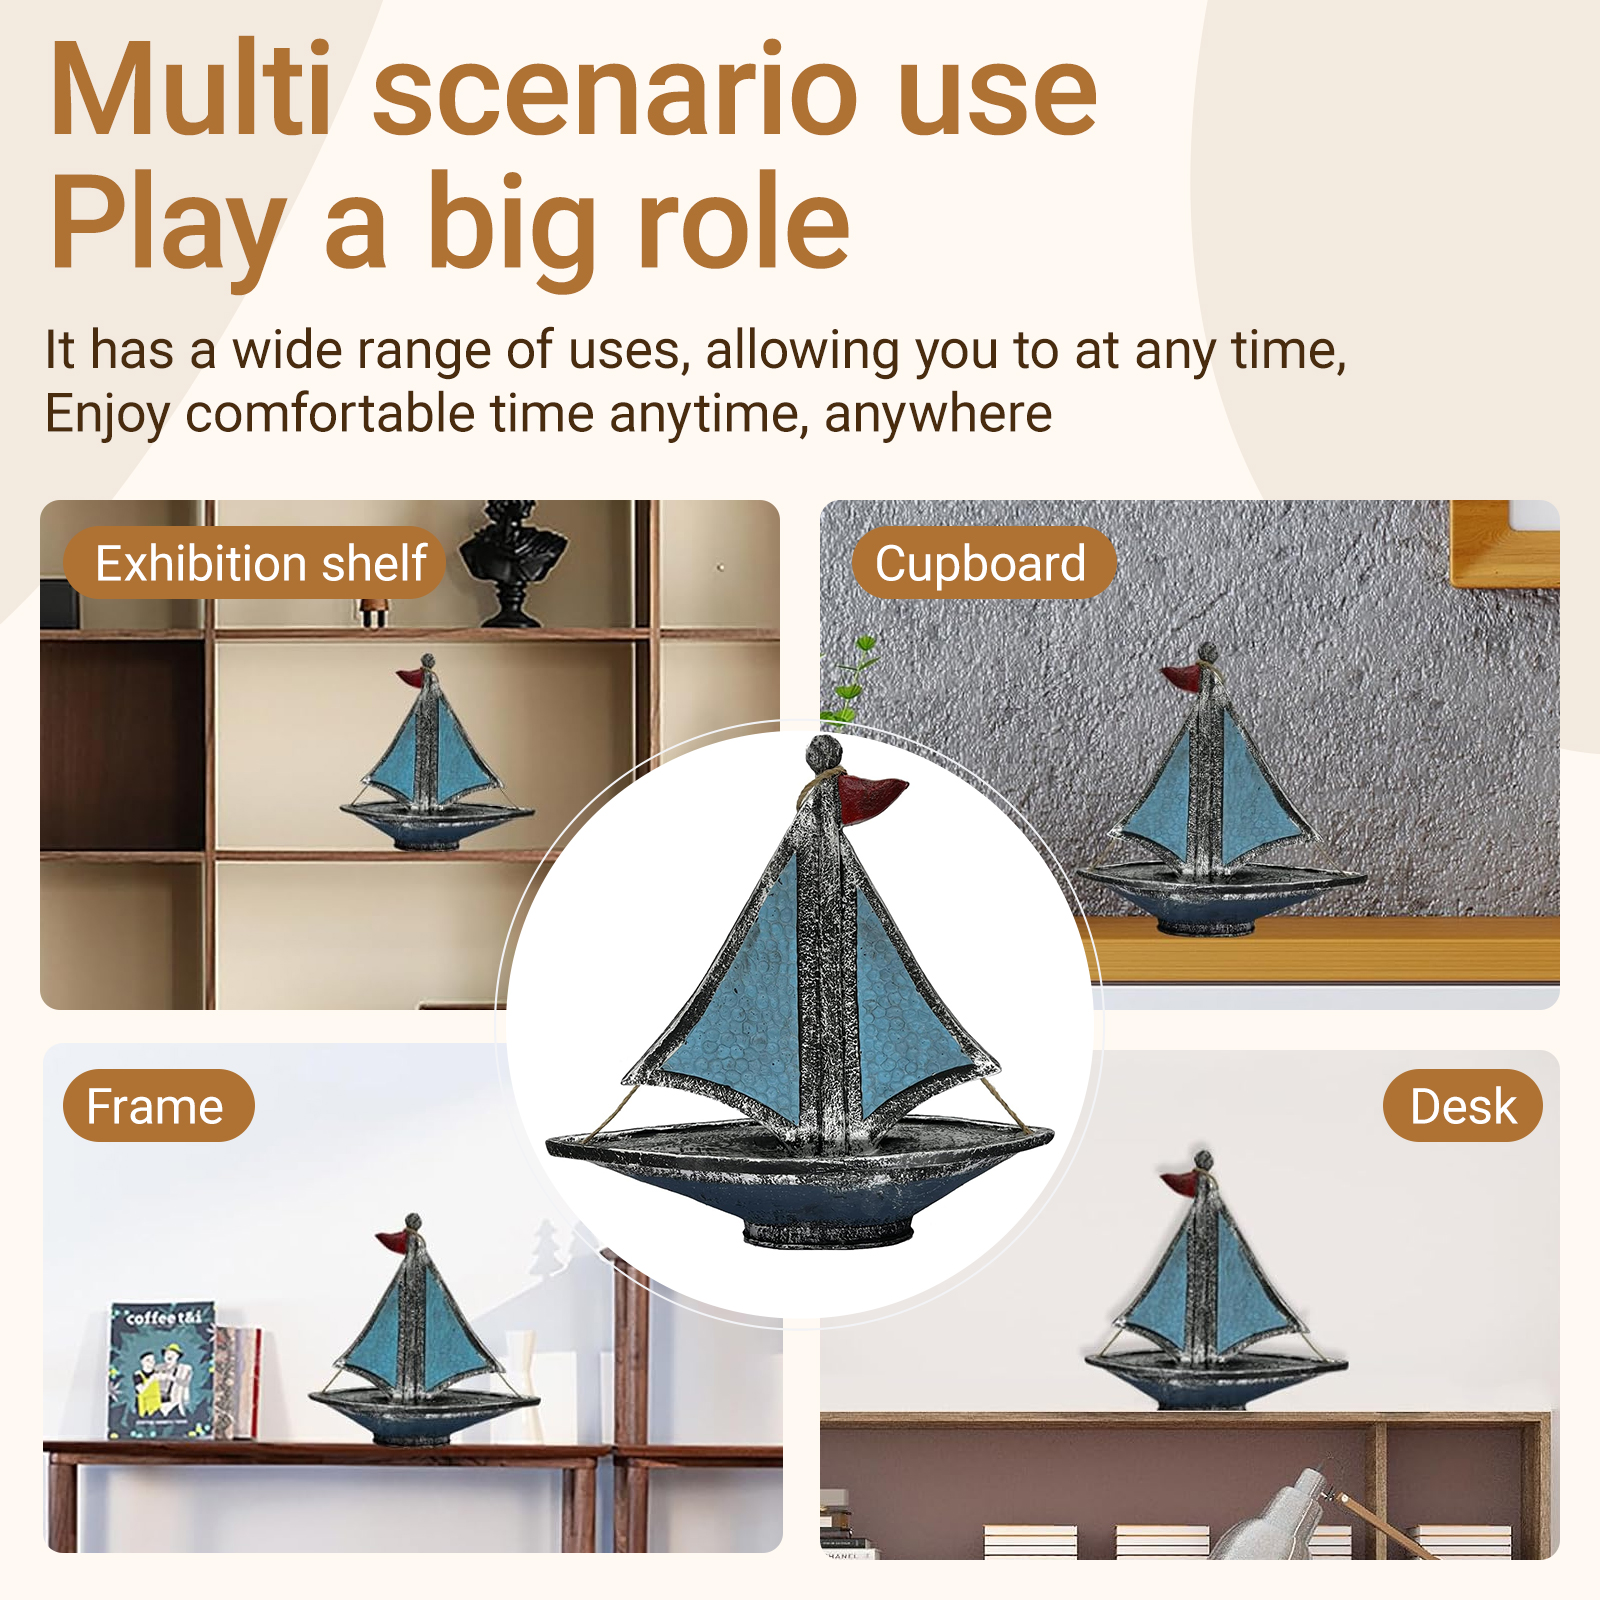 Multi scenario use
Play a big role
It has a wide range of uses, allowing you to at any time,
Enjoy comfortable time anytime, anywhere
Exhibition shelf
Cupboard
Frame
Desk
coffee t&i
HANEL